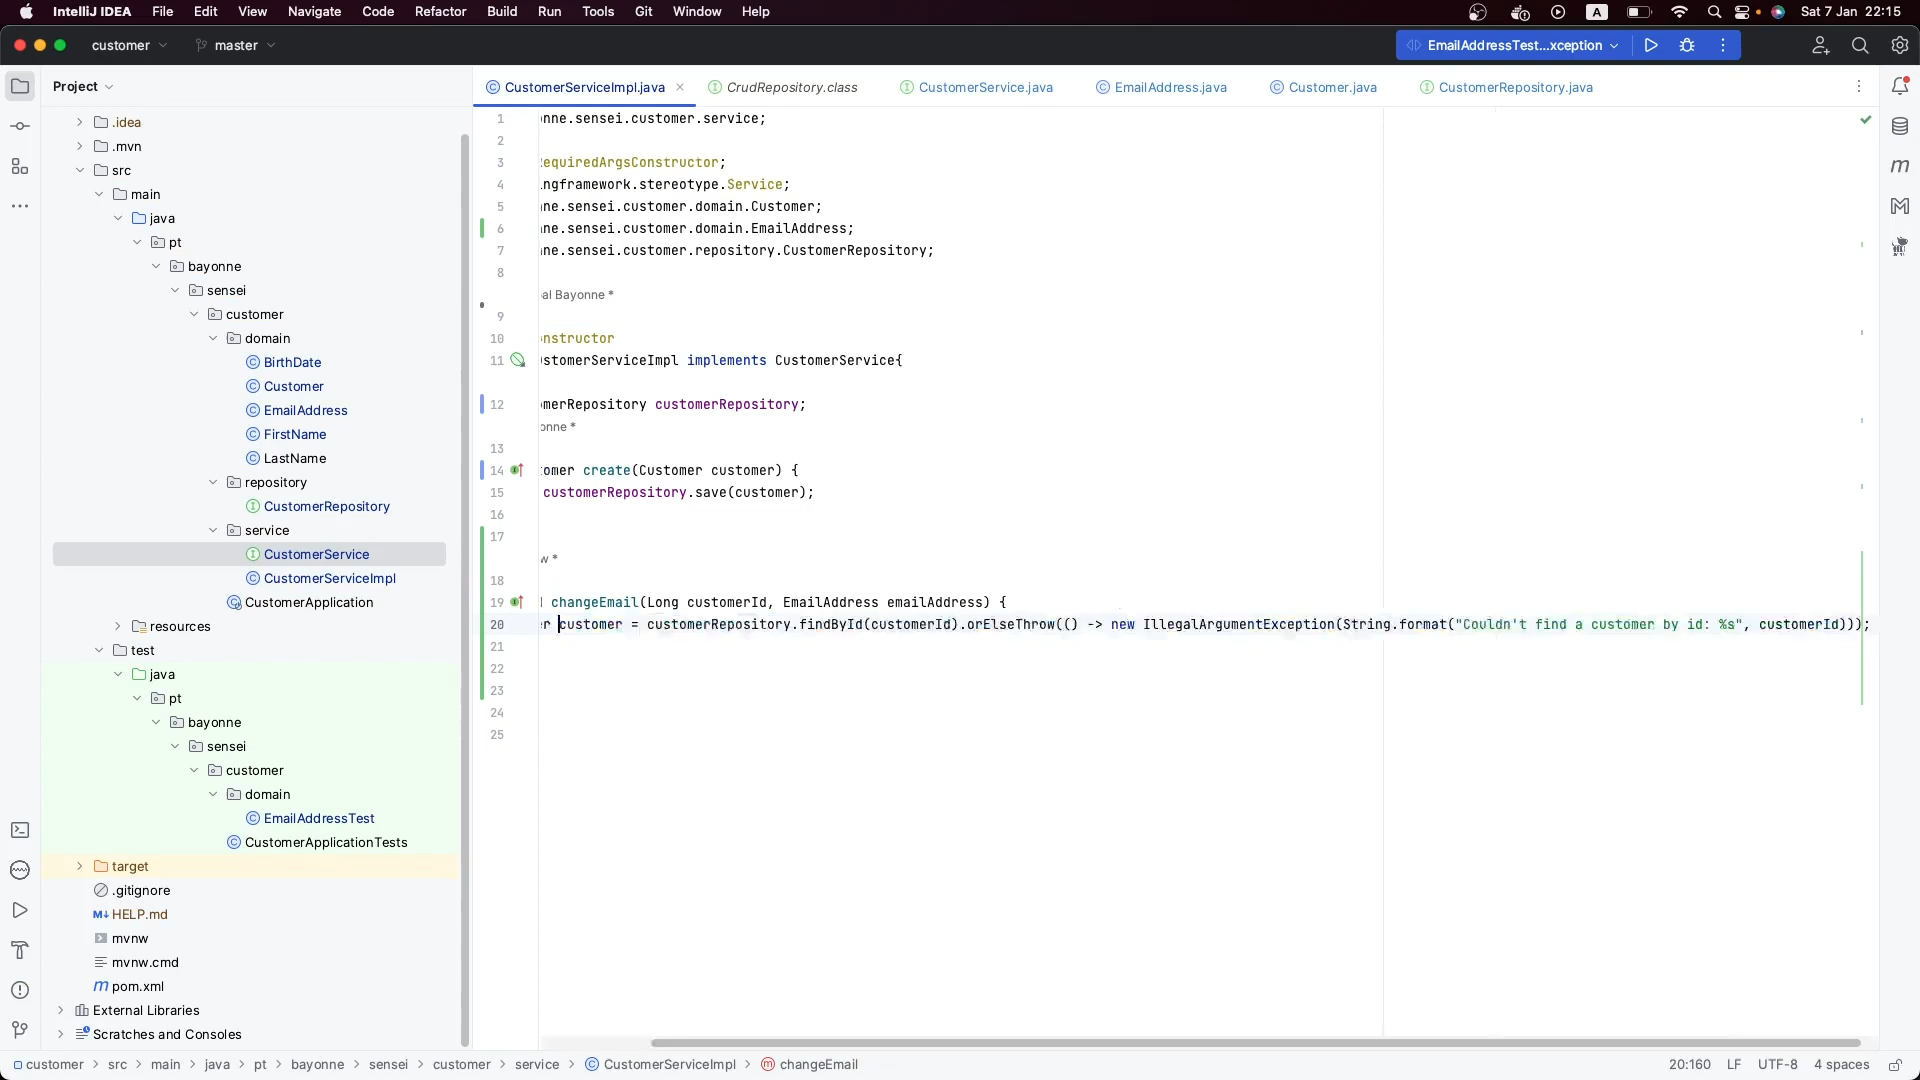 IntelliJ IDEA File Edit View Navigate Code Refactor Build Run Tools Git Window Help A Sat 7 Jan 22:15
customer master EmailAddressTest...xception
Project
CustomerServiceImpl.java CrudRepository.class CustomerService.java EmailAddress.java Customer.java CustomerRepository.java
.idea
.mvn
src
main
java
pt
bayonne
sensei
customer
domain
BirthDate
Customer
EmailAddress
FirstName
LastName
repository
CustomerRepository
service
CustomerService
CustomerServiceImpl
CustomerApplication
resources
test
java
pt
bayonne
sensei
customer
domain
EmailAddressTest
CustomerApplicationTests
target
.gitignore
HELP.md
mvnw
mvnw.cmd
pom.xml
External Libraries
Scratches and Consoles
1 nne.sensei.customer.service;
2
3 equiredArgsConstructor;
4 ngframework.stereotype.Service;
5 ne.sensei.customer.domain.Customer;
6 ne.sensei.customer.domain.EmailAddress;
7 ne.sensei.customer.repository.CustomerRepository;
8
al Bayonne *
9
10 nstructor
11 stomerServiceImpl implements CustomerService{
12 omerRepository customerRepository;
onne *
13
14 omer create(Customer customer) {
15 customerRepository.save(customer);
16
17
w *
18
19 changeEmail(Long customerId, EmailAddress emailAddress) {
20 er customer = customerRepository.findById(customerId).orElseThrow(() -> new IllegalArgumentException(String.format("Couldn't find a customer by id: %s", customerId)));
21
22
23
24
25
customer > src > main > java > pt > bayonne > sensei > customer > service > CustomerServiceImpl > changeEmail 20:160 LF UTF-8 4 spaces